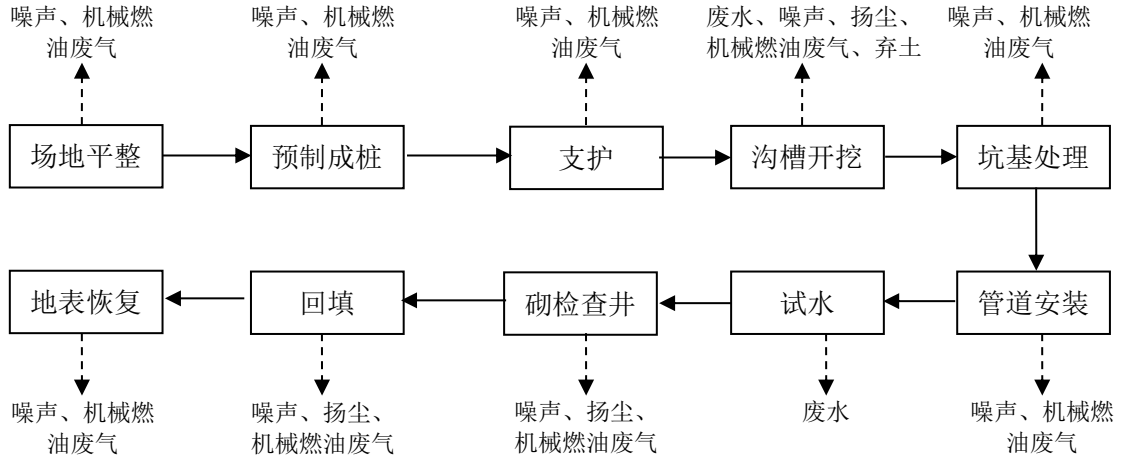 噪声、机械燃
油废气
噪声、机械燃
油废气
噪声、机械燃
油废气
废水、噪声、扬尘、
机械燃油废气、弃土
噪声、机械燃
油废气
场地平整
预制成桩
支护
沟槽开挖
坑基处理
地表恢复
回填
砌检查井
试水
管道安装
噪声、机械燃
油废气
噪声、扬尘、
机械燃油废气
噪声、扬尘、
机械燃油废气
废水
噪声、机械燃
油废气